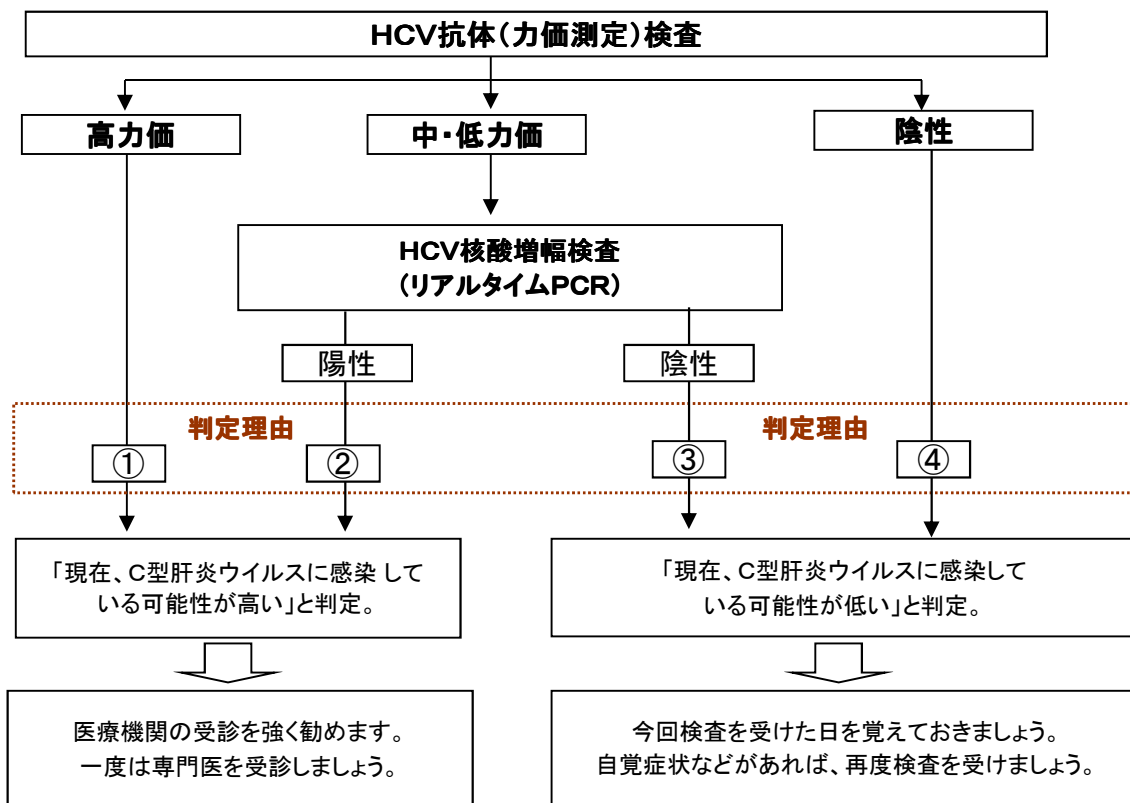 HCV抗体(力価測定)検査
高力価
中・低力価
陰性
HCV核酸増幅検査
(リアルタイムPCR)
陽性
陰性
判定理由
判定理由
①
②
③
④
「現在、C型肝炎ウイルスに感染 して
いる可能性が高い」と判定。
「現在、C型肝炎ウイルスに感染して
いる可能性が低い」と判定。
医療機関の受診を強く勧めます。
一度は専門医を受診しましょう。
今回検査を受けた日を覚えておきましょう。
自覚症状などがあれば、再度検査を受けましょう。